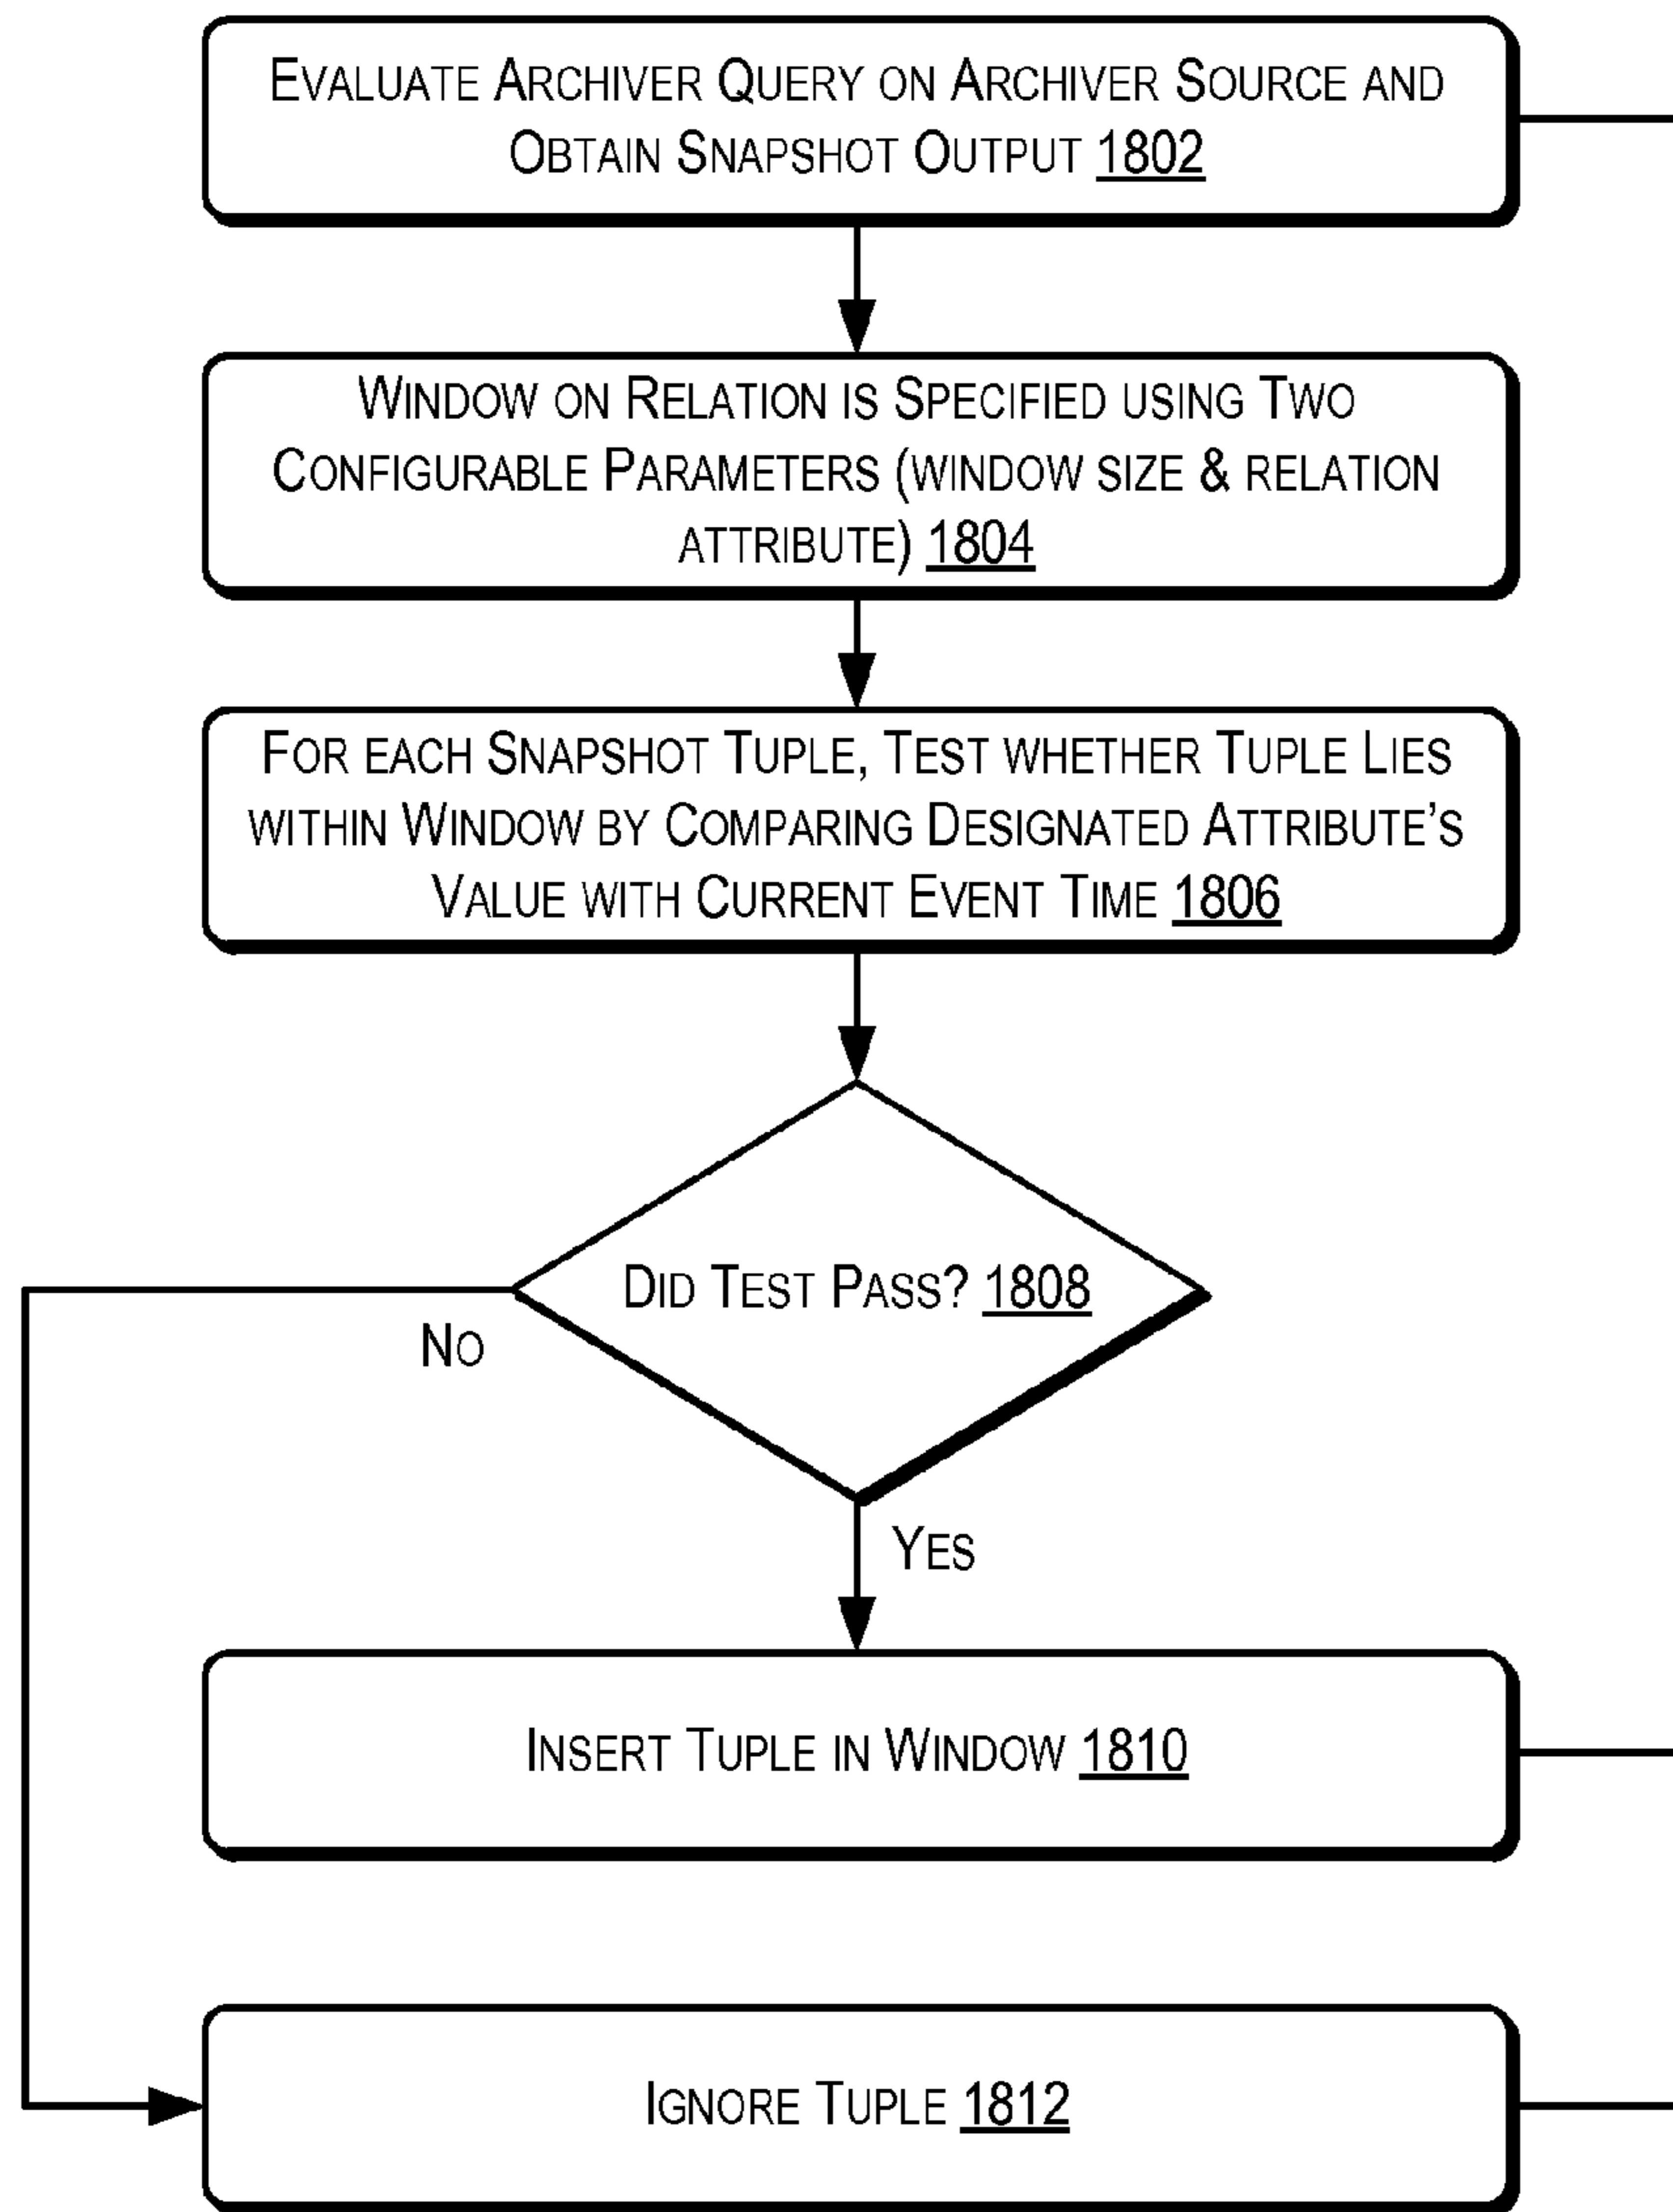 Evaluate Archiver Query on Archiver Source and
Obtain Snapshot Output 1802
Window on Relation is Specified using Two
Configurable Parameters (window size & relation
attribute) 1804
For each Snapshot Tuple, Test whether Tuple Lies
within Window by Comparing Designated Attribute's
Value with Current Event Time 1806
Did Test Pass? 1808
No
Yes
Insert Tuple in Window 1810
Ignore Tuple 1812